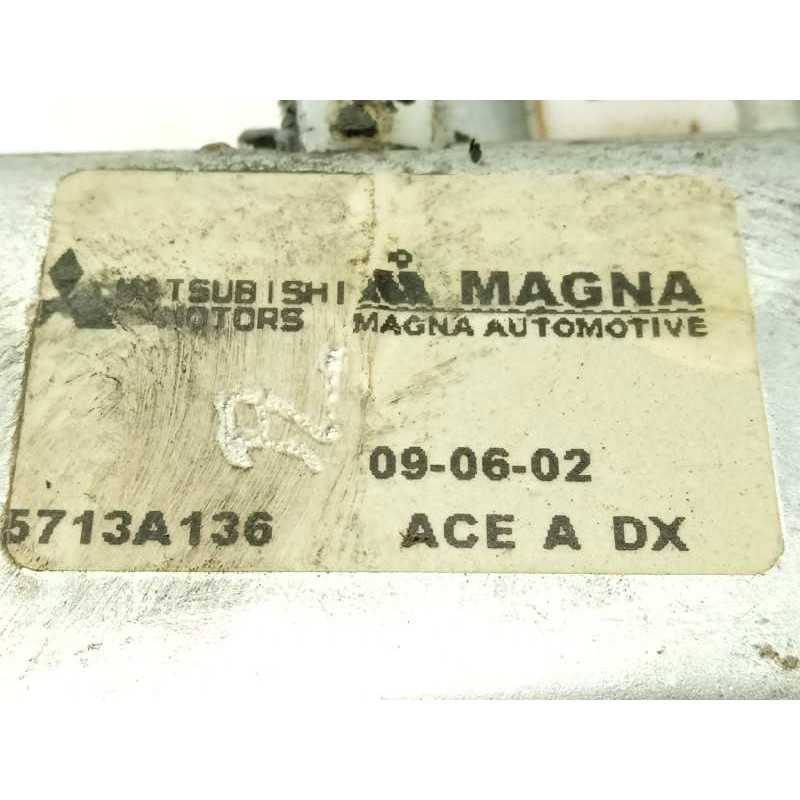 MITSUBISHI MAGNA
MOTORS MAGNA AUTOMOTIVE
09-06-02
5713A136 ACE A DX